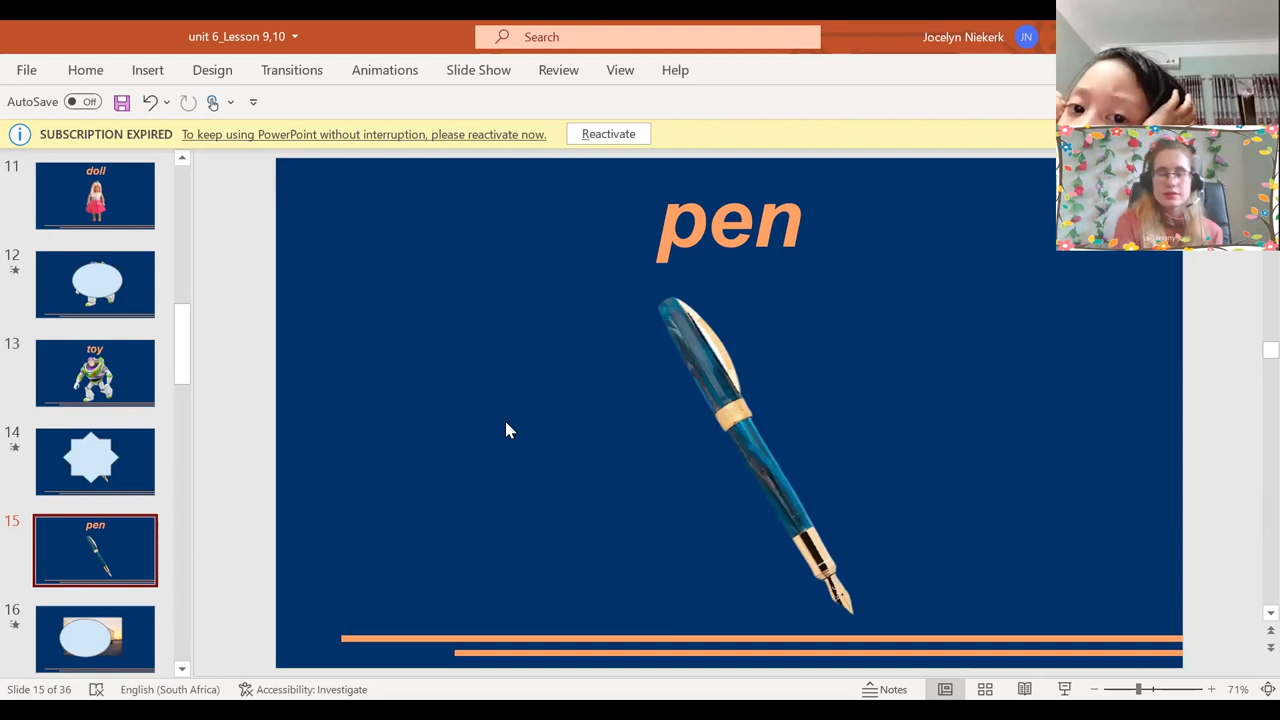 unit 6_Lesson 9,10
Search
Jocelyn Niekerk
JN
File Home Insert Design Transitions Animations Slide Show Review View Help
AutoSave Off
SUBSCRIPTION EXPIRED To keep using PowerPoint without interruption, please reactivate now. Reactivate
11
doll
12
13
toy
14
15
pen
16
pen
Slide 15 of 36 English (South Africa) Accessibility: Investigate Notes 71%